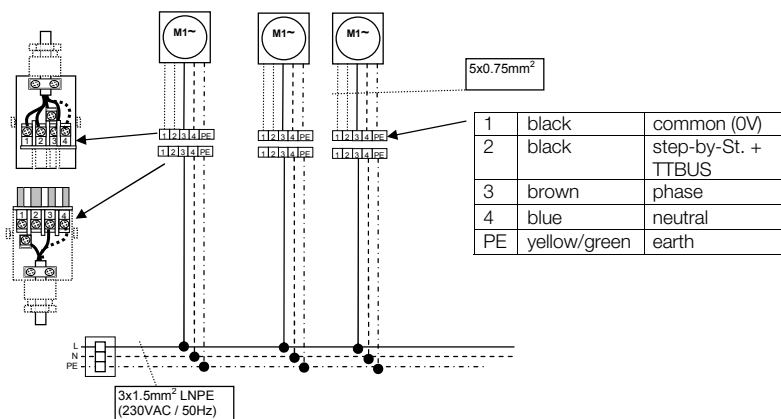 M1~ M1~ M1~
5x0.75mm²
1 2 3 4 PE 1 2 3 4 PE 1 2 3 4 PE
1 2 3 4 PE 1 2 3 4 PE 1 2 3 4 PE
1 2 3 4
1 2 3 4
1 black common (0V)
2 black step-by-St. +
TTBUS
3 brown phase
4 blue neutral
PE yellow/green earth
L
N
PE
3x1.5mm² LNPE
(230VAC / 50Hz)